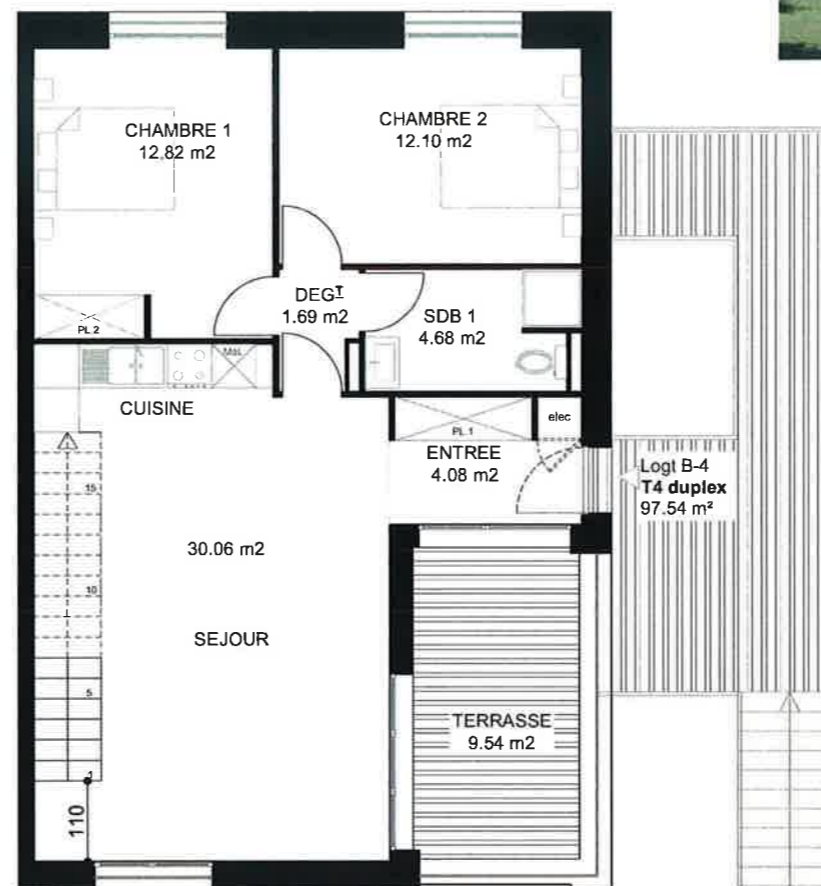 CHAMBRE 1
12.82 m2
CHAMBRE 2
12.10 m2
DEGT
1.69 m2
SDB 1
4.68 m2
PL.2
CUISINE
PL.1
elec
ENTREE
4.08 m2
Logt B-4
T4 duplex
97.54 m²
15
30.06 m2
10
SEJOUR
5
TERRASSE
9.54 m2
1
110